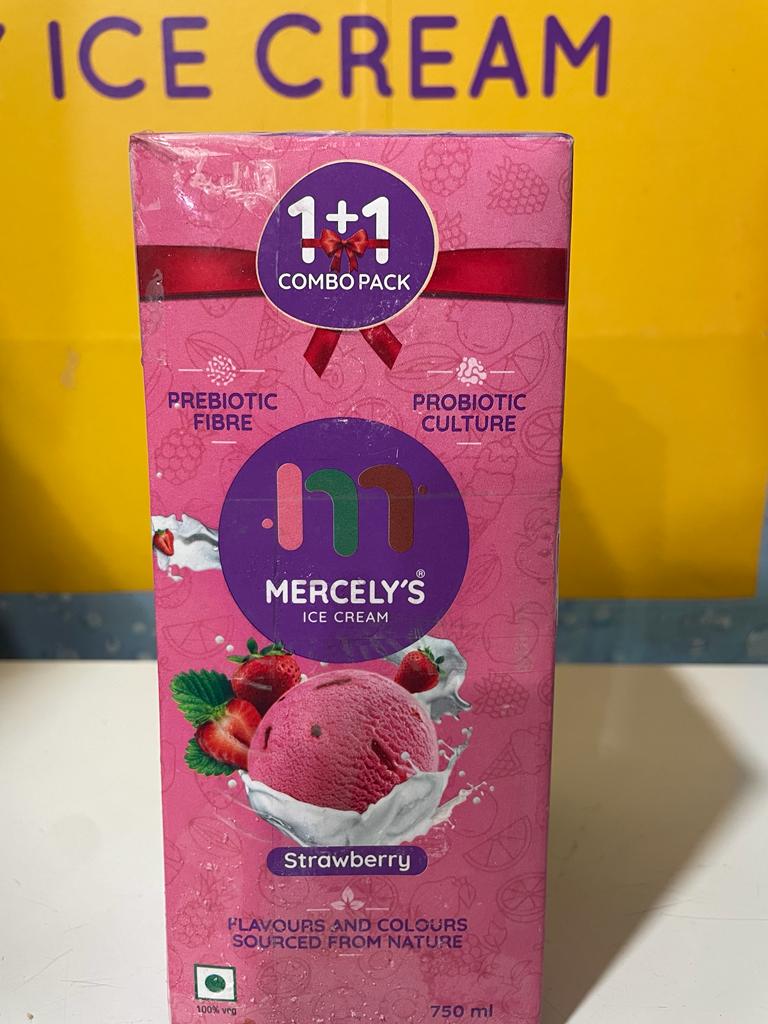 ICE CREAM
1+1
COMBO PACK
PREBIOTIC
FIBRE
PROBIOTIC
CULTURE
m
MERCELY'S®
ICE CREAM
Strawberry
FLAVOURS AND COLOURS
SOURCED FROM NATURE
100% veg
750 ml